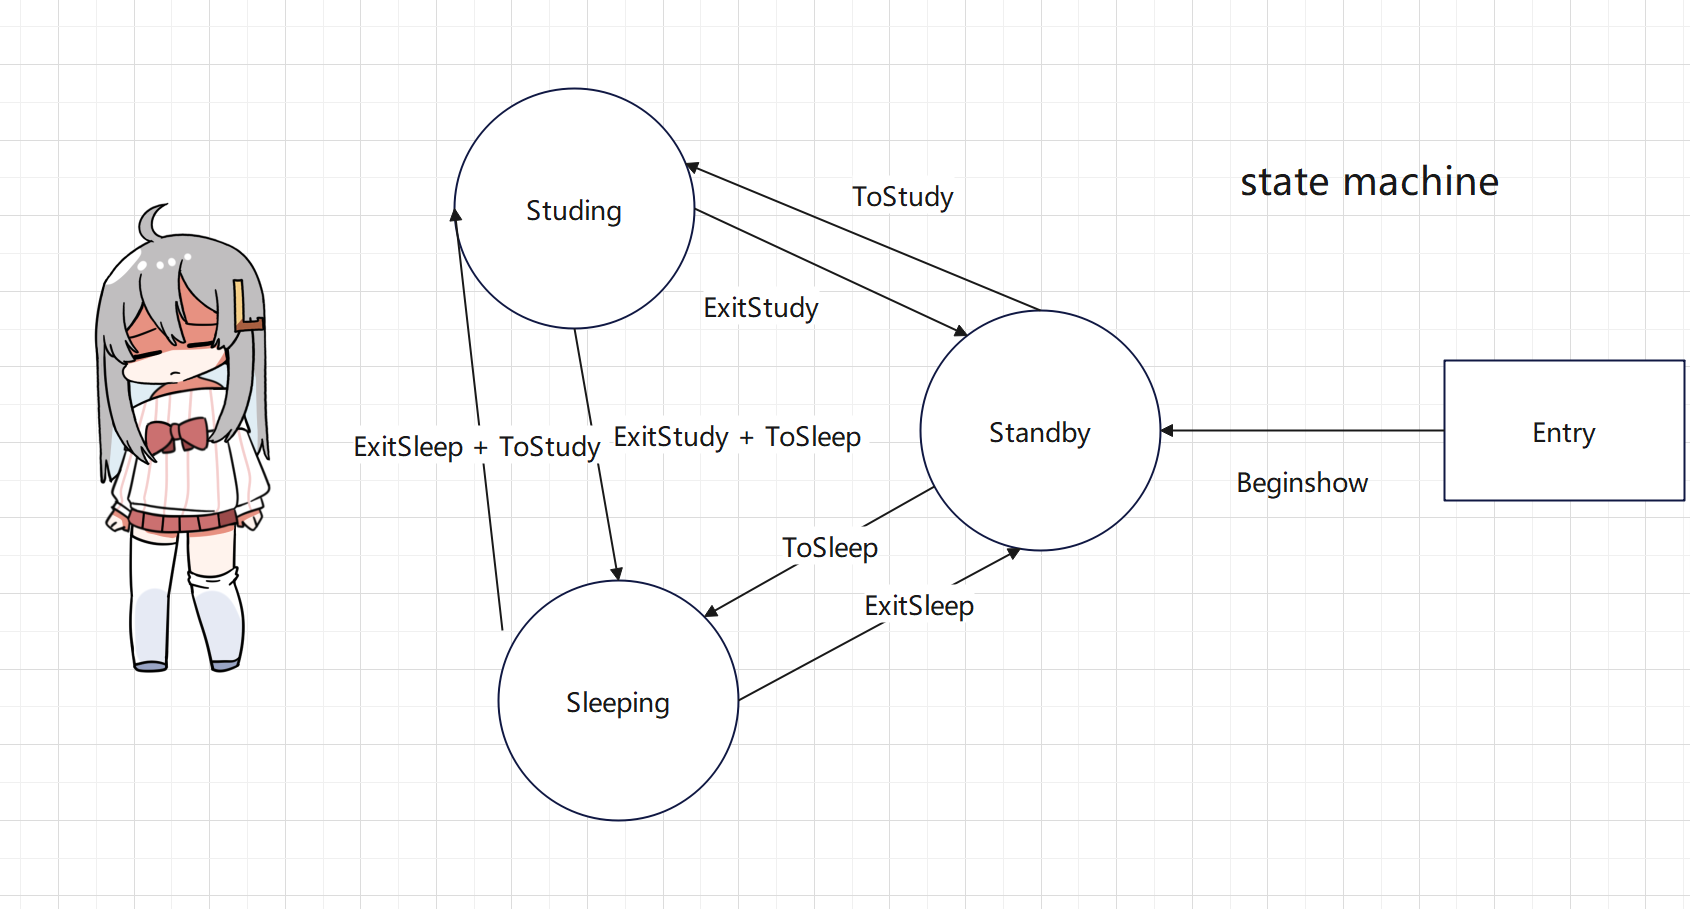 state machine
ToStudy
Studing
ExitStudy
Standby
Entry
ExitSleep + ToStudy
ExitStudy + ToSleep
Beginshow
ToSleep
ExitSleep
Sleeping